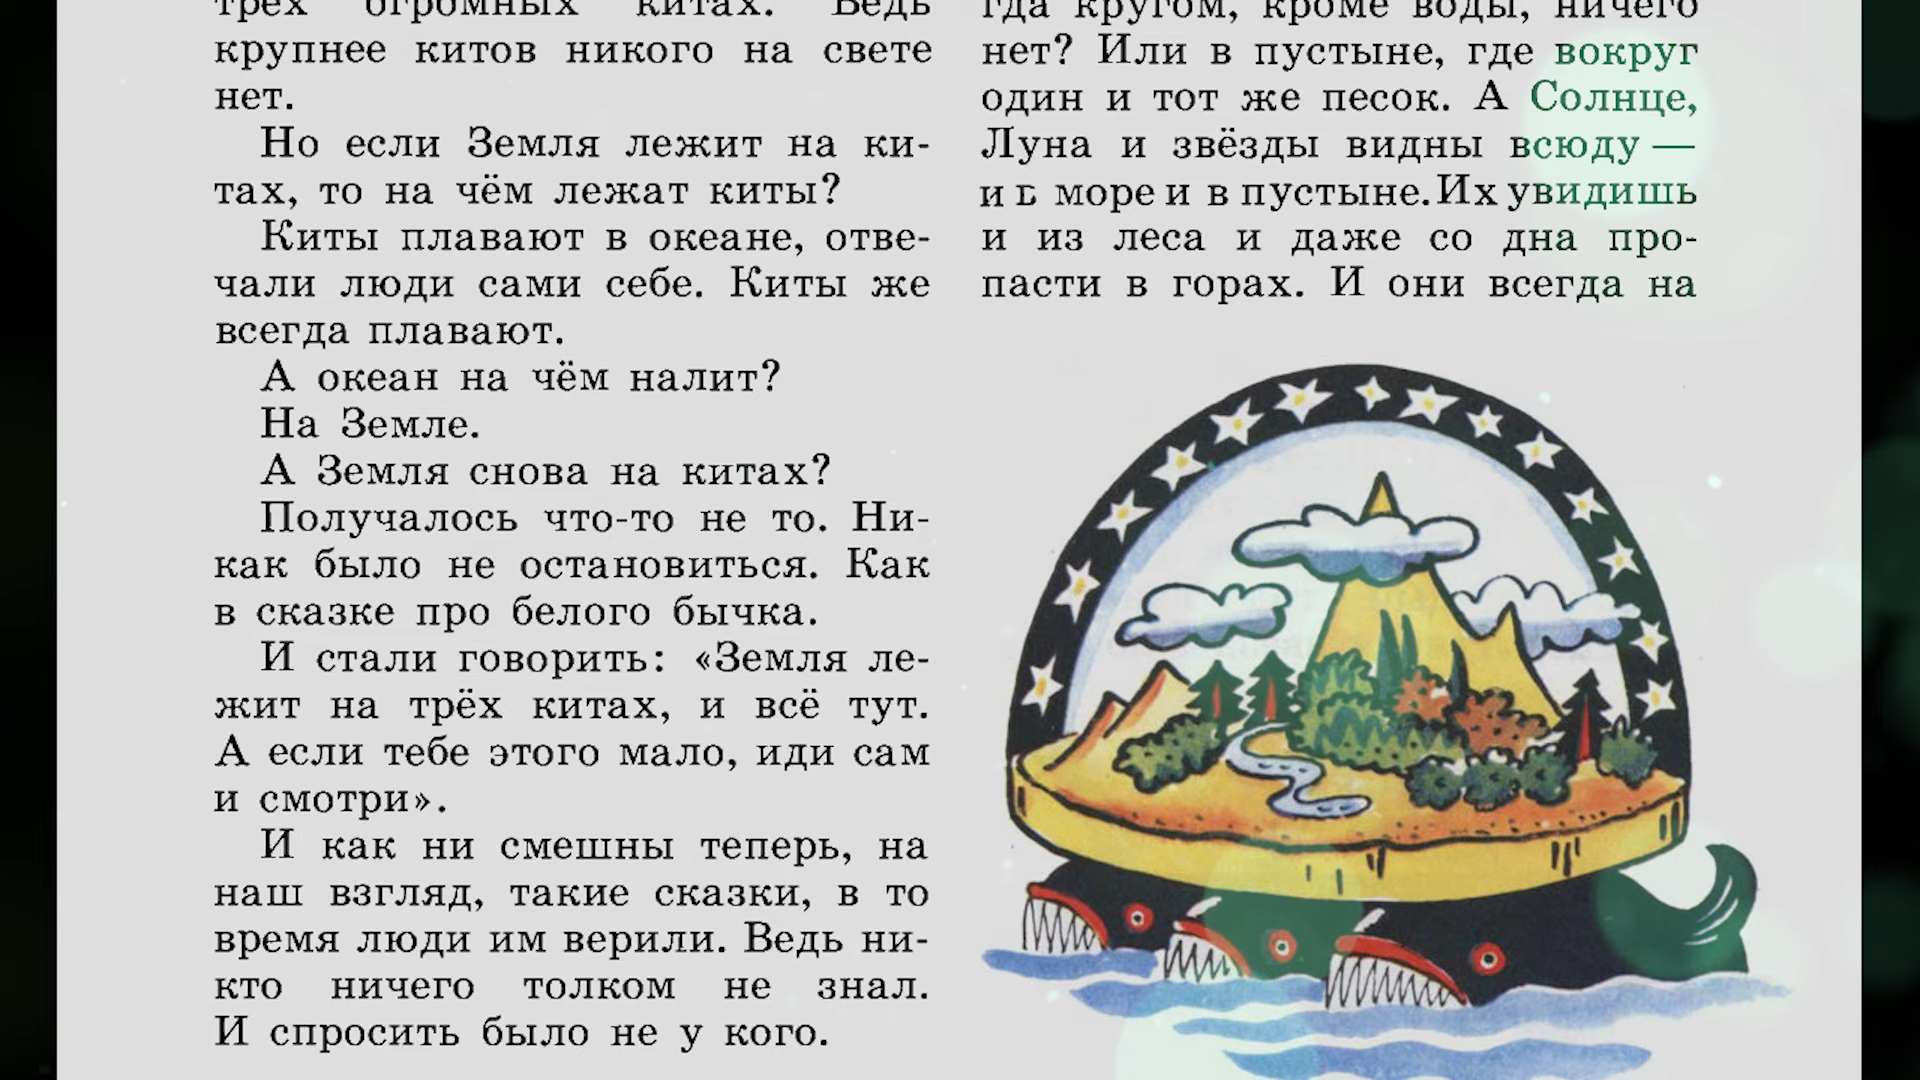 трёх огромных китах. Ведь
крупнее китов никого на свете
нет.
Но если Земля лежит на ки-
тах, то на чём лежат киты?
Киты плавают в океане, отве-
чали люди сами себе. Киты же
всегда плавают.
А океан на чём налит?
На Земле.
А Земля снова на китах?
Получалось что-то не то. Ни-
как было не остановиться. Как
в сказке про белого бычка.
И стали говорить: «Земля ле-
жит на трёх китах, и всё тут.
А если тебе этого мало, иди сам
и смотри».
И как ни смешны теперь, на
наш взгляд, такие сказки, в то
время люди им верили. Ведь ни-
кто ничего толком не знал.
И спросить было не у кого.
гда кругом, кроме воды, ничего
нет? Или в пустыне, где вокруг
один и тот же песок. А Солнце,
Луна и звёзды видны всюду —
и в море и в пустыне. Их увидишь
и из леса и даже со дна про-
пасти в горах. И они всегда на